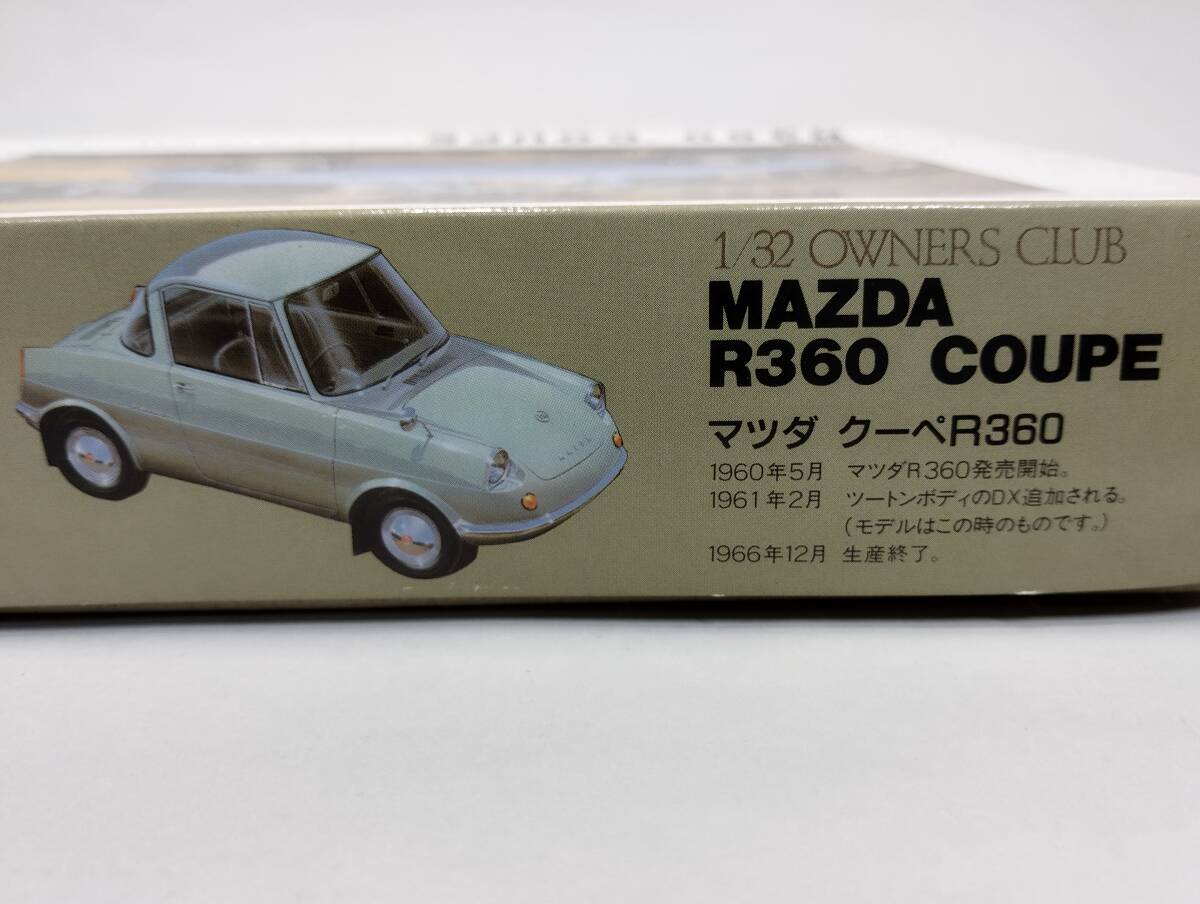 1/32 OWNERS CLUB
MAZDA
R360 COUPE
マツダ クーペR360
1960年5月 マツダR360発売開始。
1961年2月 ツートンボディのDX追加される。
(モデルはこの時のものです。)
1966年12月 生産終了。